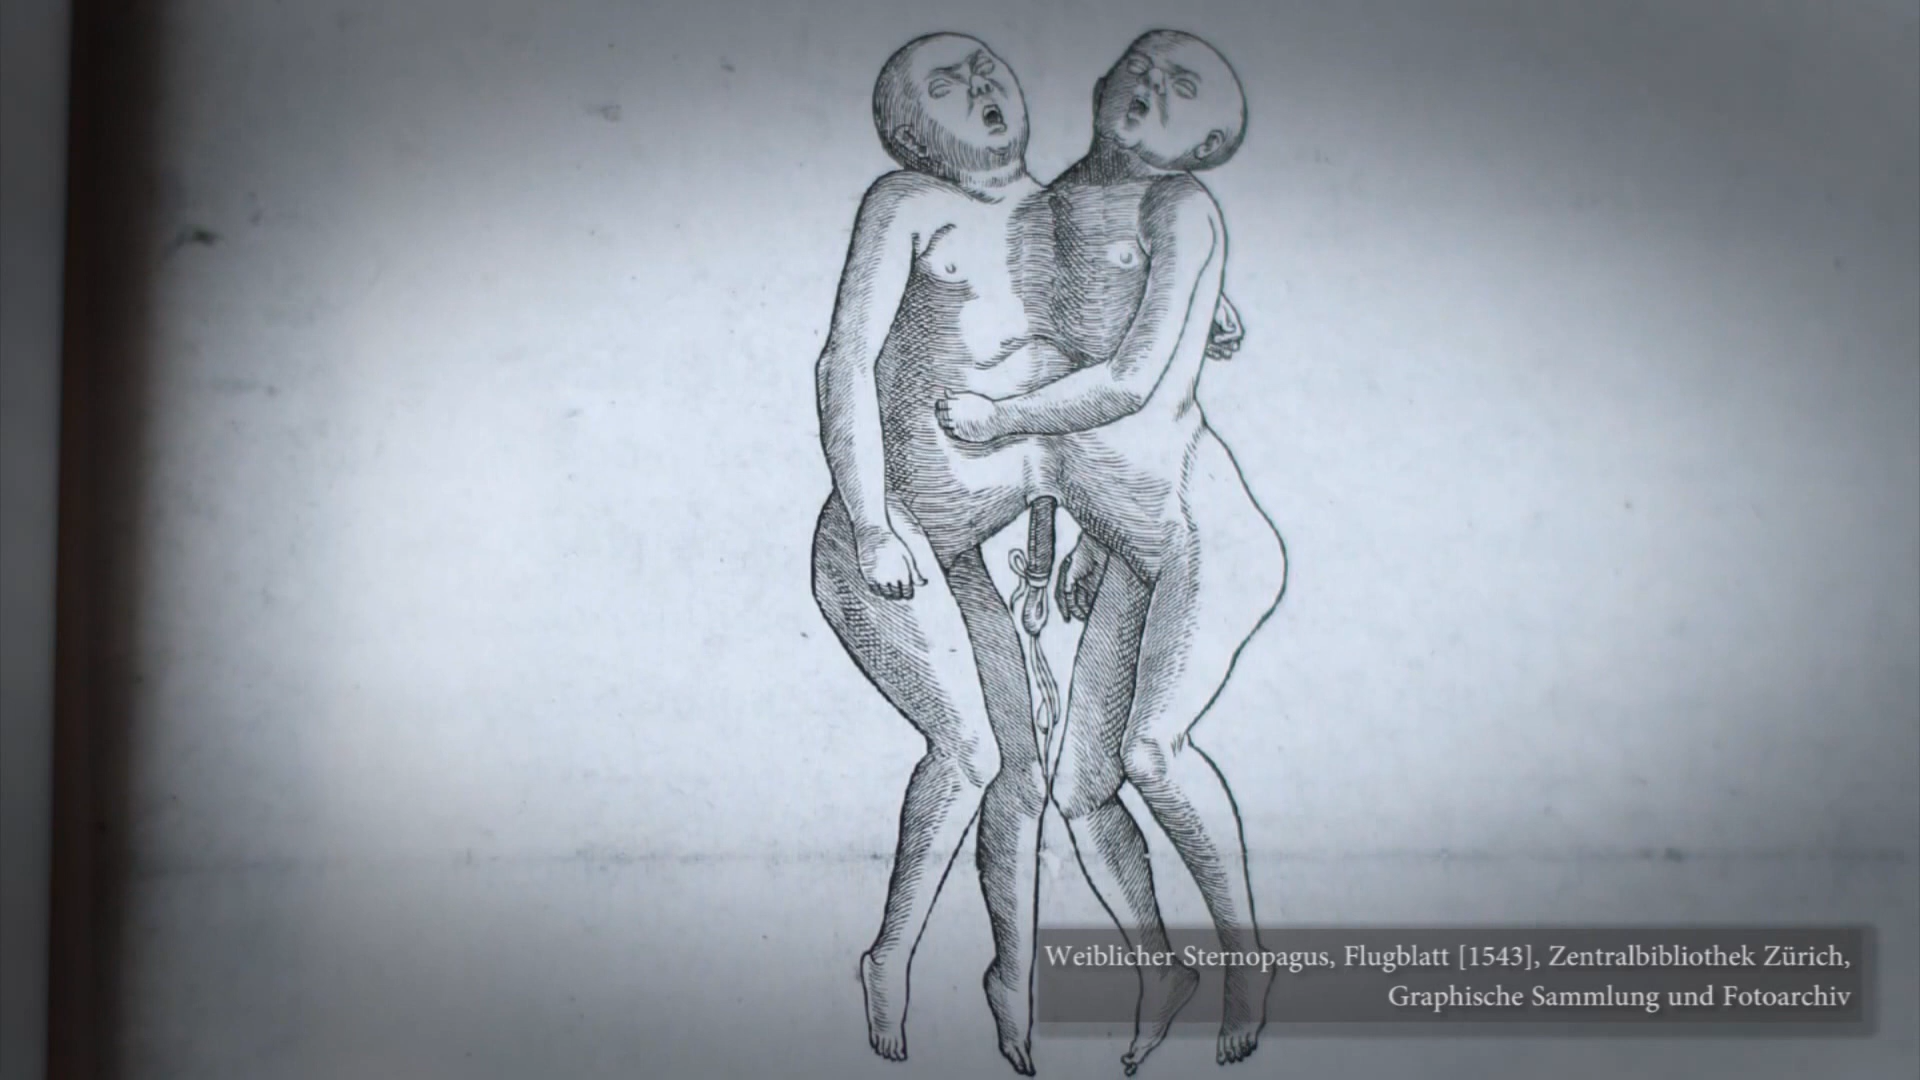 Weiblicher Sternopagus, Flugblatt [1543], Zentralbibliothek Zürich,
Graphische Sammlung und Fotoarchiv